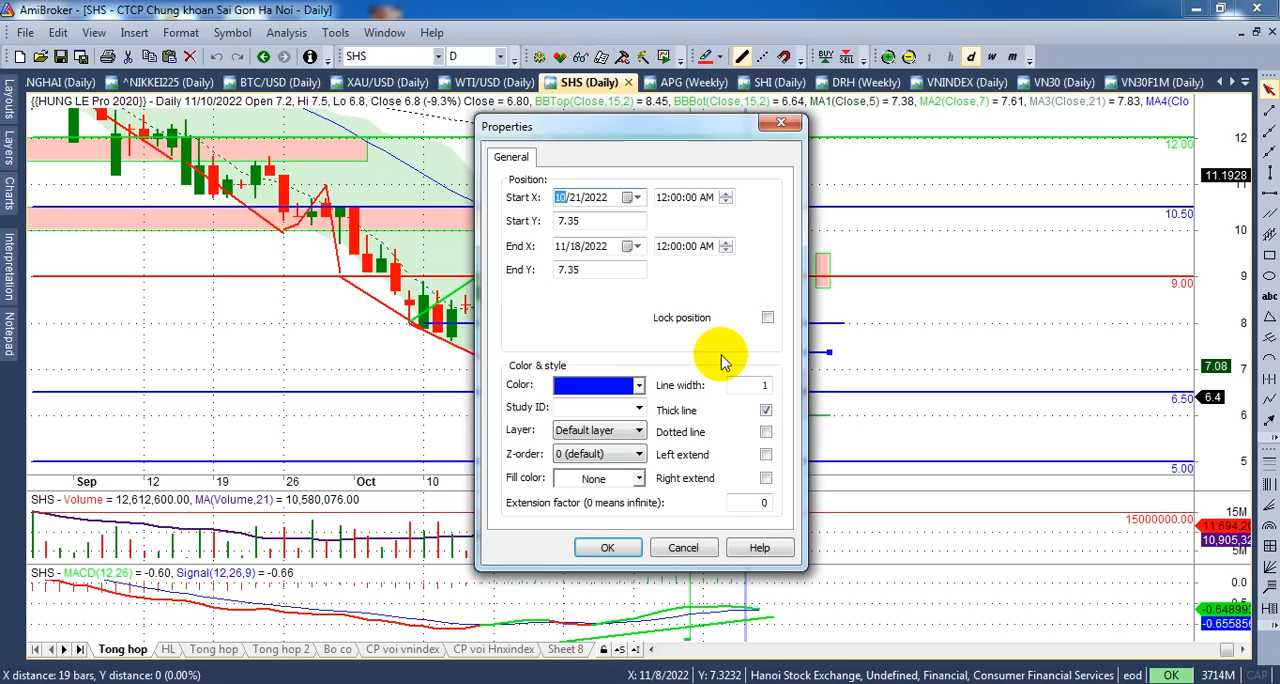 AmiBroker - [SHS - CTCP Chung khoan Sai Gon Ha Noi - Daily]
File Edit View Insert Format Symbol Analysis Tools Window Help
SHS D BUY SELL i h d w m
NGHAI (Daily) ^NIKKEI225 (Daily) BTC/USD (Daily) XAU/USD (Daily) WTI/USD (Daily) SHS (Daily) APG (Weekly) SHI (Daily) DRH (Weekly) VNINDEX (Daily) VN30 (Daily) VN30F1M (Daily)
Layouts
Layers
Charts
Interpretation
Notepad
{{HUNG LE Pro 2020}} - Daily 11/10/2022 Open 7.2, Hi 7.5, Lo 6.8, Close 6.8 (-9.3%) Close = 6.80, BBTop(Close,15,2) = 8.45, BBBot(Close,15,2) = 6.64, MA1(Close,5) = 7.38, MA2(Close,7) = 7.61, MA3(Close,21) = 7.83, MA4(Clo
Properties
General
Position:
Start X: 10/21/2022 12:00:00 AM
Start Y: 7.35
End X: 11/18/2022 12:00:00 AM
End Y: 7.35
Lock position
Color & style
Color: Line width: 1
Study ID: Thick line
Layer: Default layer Dotted line
Z-order: 0 (default) Left extend
Fill color: None Right extend
Extension factor (0 means infinite): 0
OK Cancel Help
12
12.00
11.1928
11
10.50
10
9
9.00
8
7.08
7
6.50
6.4
6
5
5.00
abc
Sep 12 19 26 Oct 10
SHS - Volume = 12,612,600.00, MA(Volume,21) = 10,580,076.00
15M
15000000.00
11,694,20
10,905,32
5M
SHS - MACD(12,26) = -0.60, Signal(12,26,9) = -0.66
0.0
-0.648993
-0.655856
Tong hop HL Tong hop Tong hop 2 Bo co CP voi vnindex CP voi Hnxindex Sheet 8
X distance: 19 bars, Y distance: 0 (0.00%) X: 11/8/2022 Y: 7.3232 Hanoi Stock Exchange, Undefined, Financial, Consumer Financial Services eod OK 3714M CAP